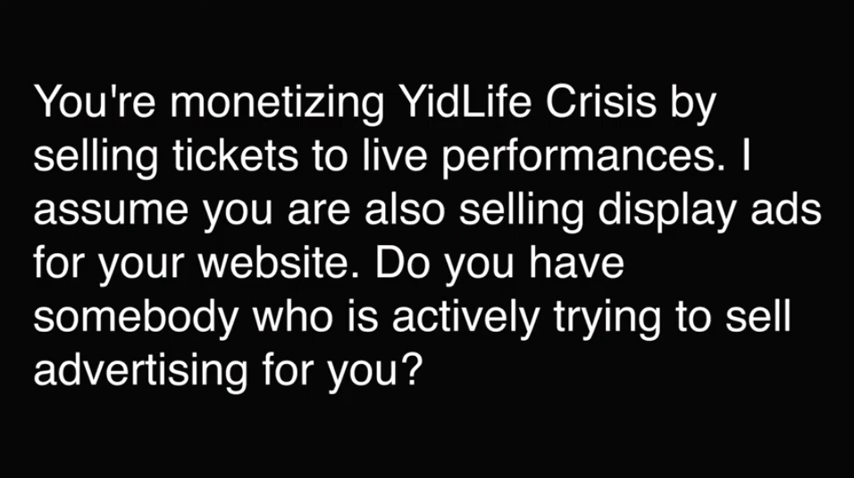 You're monetizing YidLife Crisis by
selling tickets to live performances. I
assume you are also selling display ads
for your website. Do you have
somebody who is actively trying to sell
advertising for you?